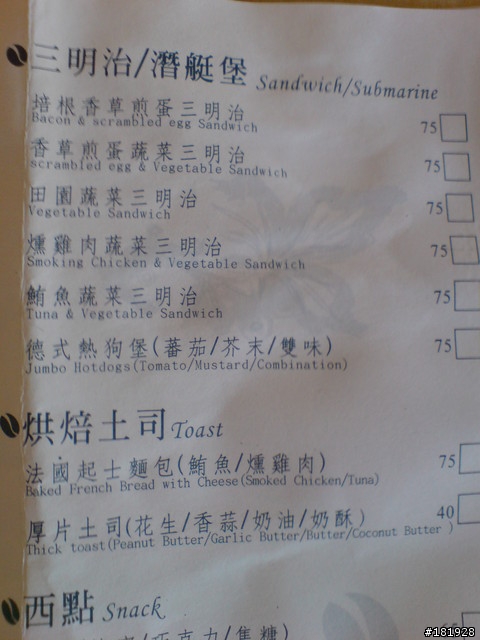 三明治/潛艇堡 Sandwich/Submarine
培根香草煎蛋三明治
Bacon & scrambled egg Sandwich 75
香草煎蛋蔬菜三明治
scrambled egg & Vegetable Sandwich 75
田園蔬菜三明治
Vegetable Sandwich 75
燻雞肉蔬菜三明治
Smoking Chicken & Vegetable Sandwich 75
鮪魚蔬菜三明治
Tuna & Vegetable Sandwich 75
德式熱狗堡(蕃茄/芥末/雙味) 75
Jumbo Hotdogs(Tomato/Mustard/Combination)
烘焙土司 Toast
法國起士麵包(鮪魚/燻雞肉) 75
Baked French Bread with Cheese(Smoked Chicken/Tuna)
厚片土司(花生/香蒜/奶油/奶酥) 40
Thick toast(Peanut Butter/Garlic Butter/Butter/Coconut Butter )
西點 Snack
巧克力/焦糖)
#181928